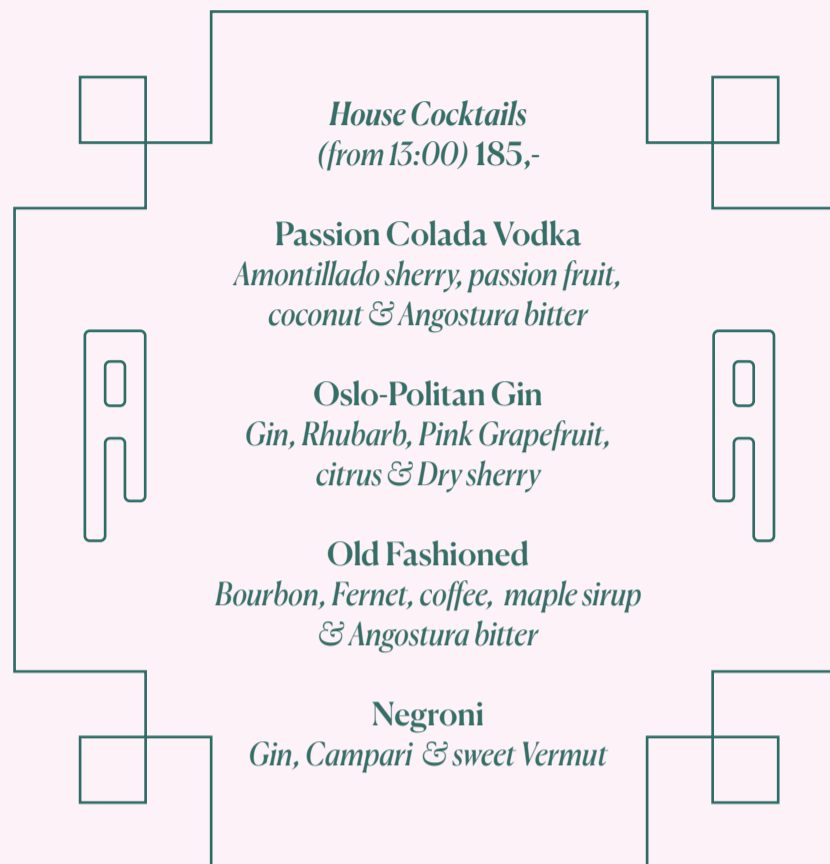 House Cocktails
(from 13:00) 185,-
Passion Colada Vodka
Amontillado sherry, passion fruit,
coconut & Angostura bitter
Oslo-Politan Gin
Gin, Rhubarb, Pink Grapefruit,
citrus & Dry sherry
Old Fashioned
Bourbon, Fernet, coffee, maple sirup
& Angostura bitter
Negroni
Gin, Campari & sweet Vermut